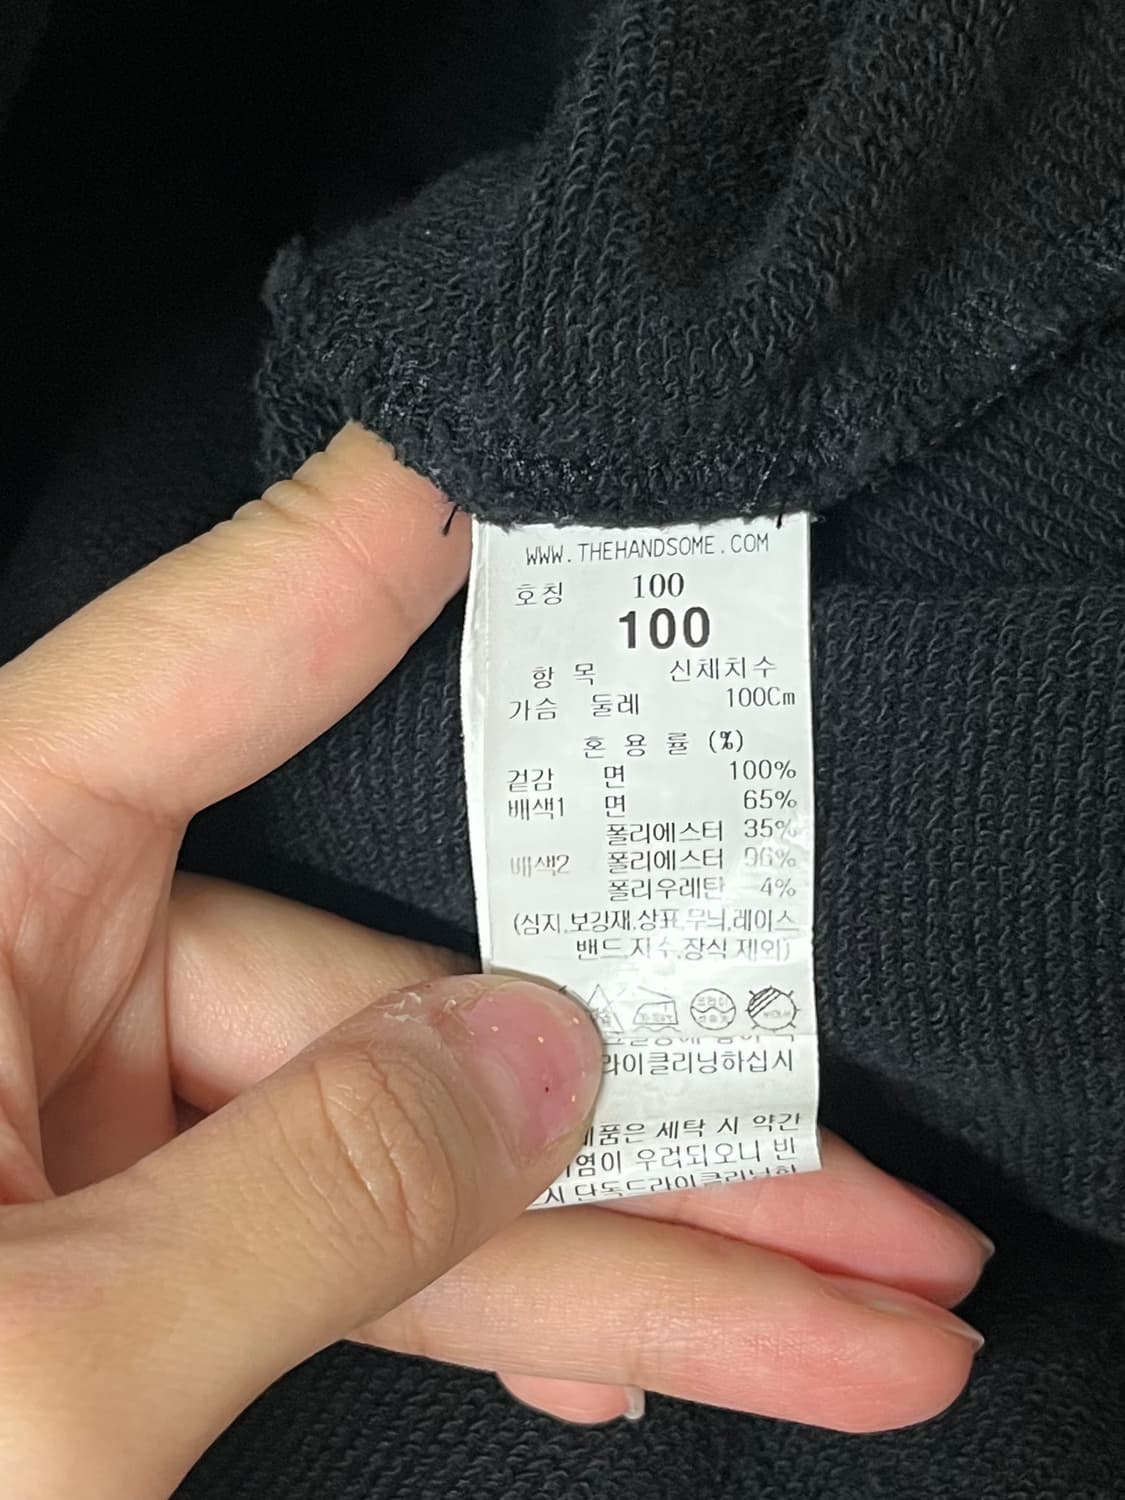 WWW.THEHANDSOME.COM
호칭 100
100
항 목 신체치수
가슴 둘레 100Cm
혼 용 률 (%)
겉감 면 100%
배색1 면 65%
폴리에스터 35%
배색2 폴리에스터 96%
폴리우레탄 4%
(심지,보강재,상표,무늬,레이스
밴드,자수,장식 제외)
라이클리닝하십시
제품은 세탁 시 약간
이염이 우려되오니 빈
시 단독드라이클리닝하